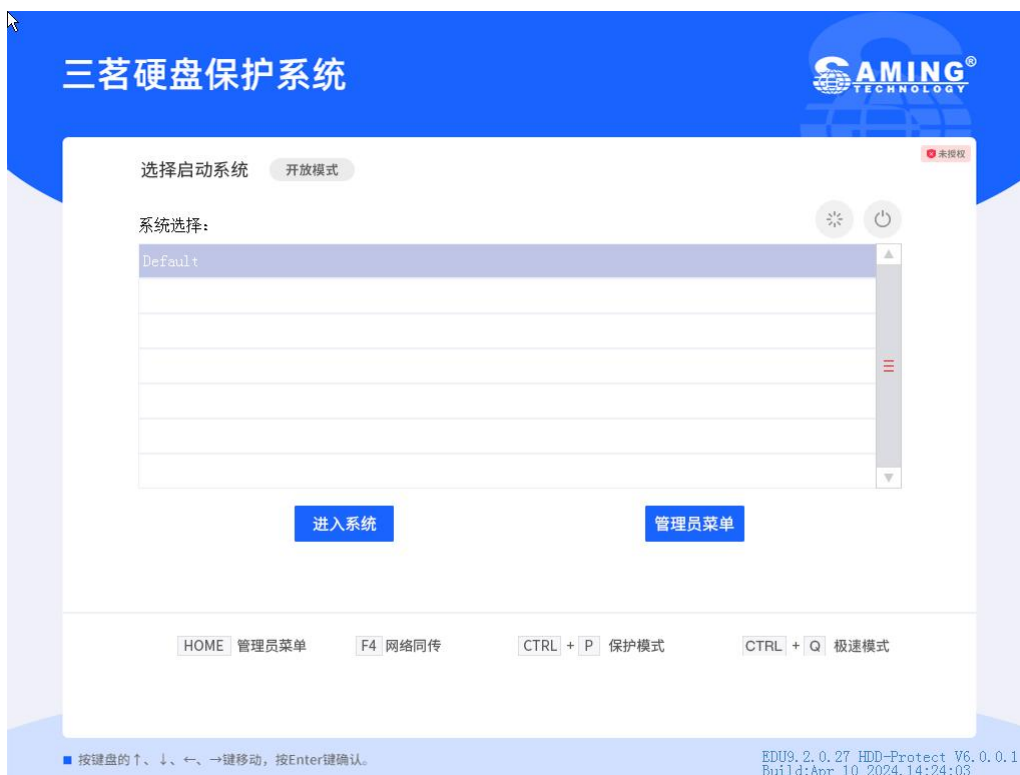 三茗硬盘保护系统
SAMING®
TECHNOLOGY
未授权
选择启动系统 开放模式
系统选择:
Default
进入系统 管理员菜单
HOME 管理员菜单 F4 网络同传 CTRL + P 保护模式 CTRL + Q 极速模式
按键盘的↑、↓、←、→键移动，按Enter键确认。
EDU9.2.0.27 HDD-Protect V6.0.0.1
Build:Apr 10 2024,14:24:03